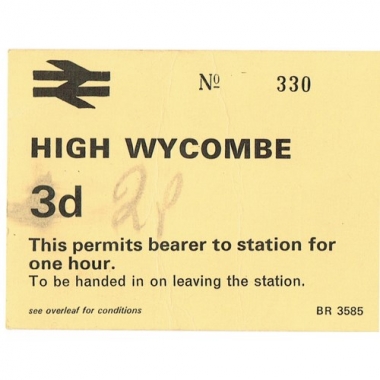 Nº 330
HIGH WYCOMBE
3d 2p
This permits bearer to station for
one hour.
To be handed in on leaving the station.
see overleaf for conditions BR 3585